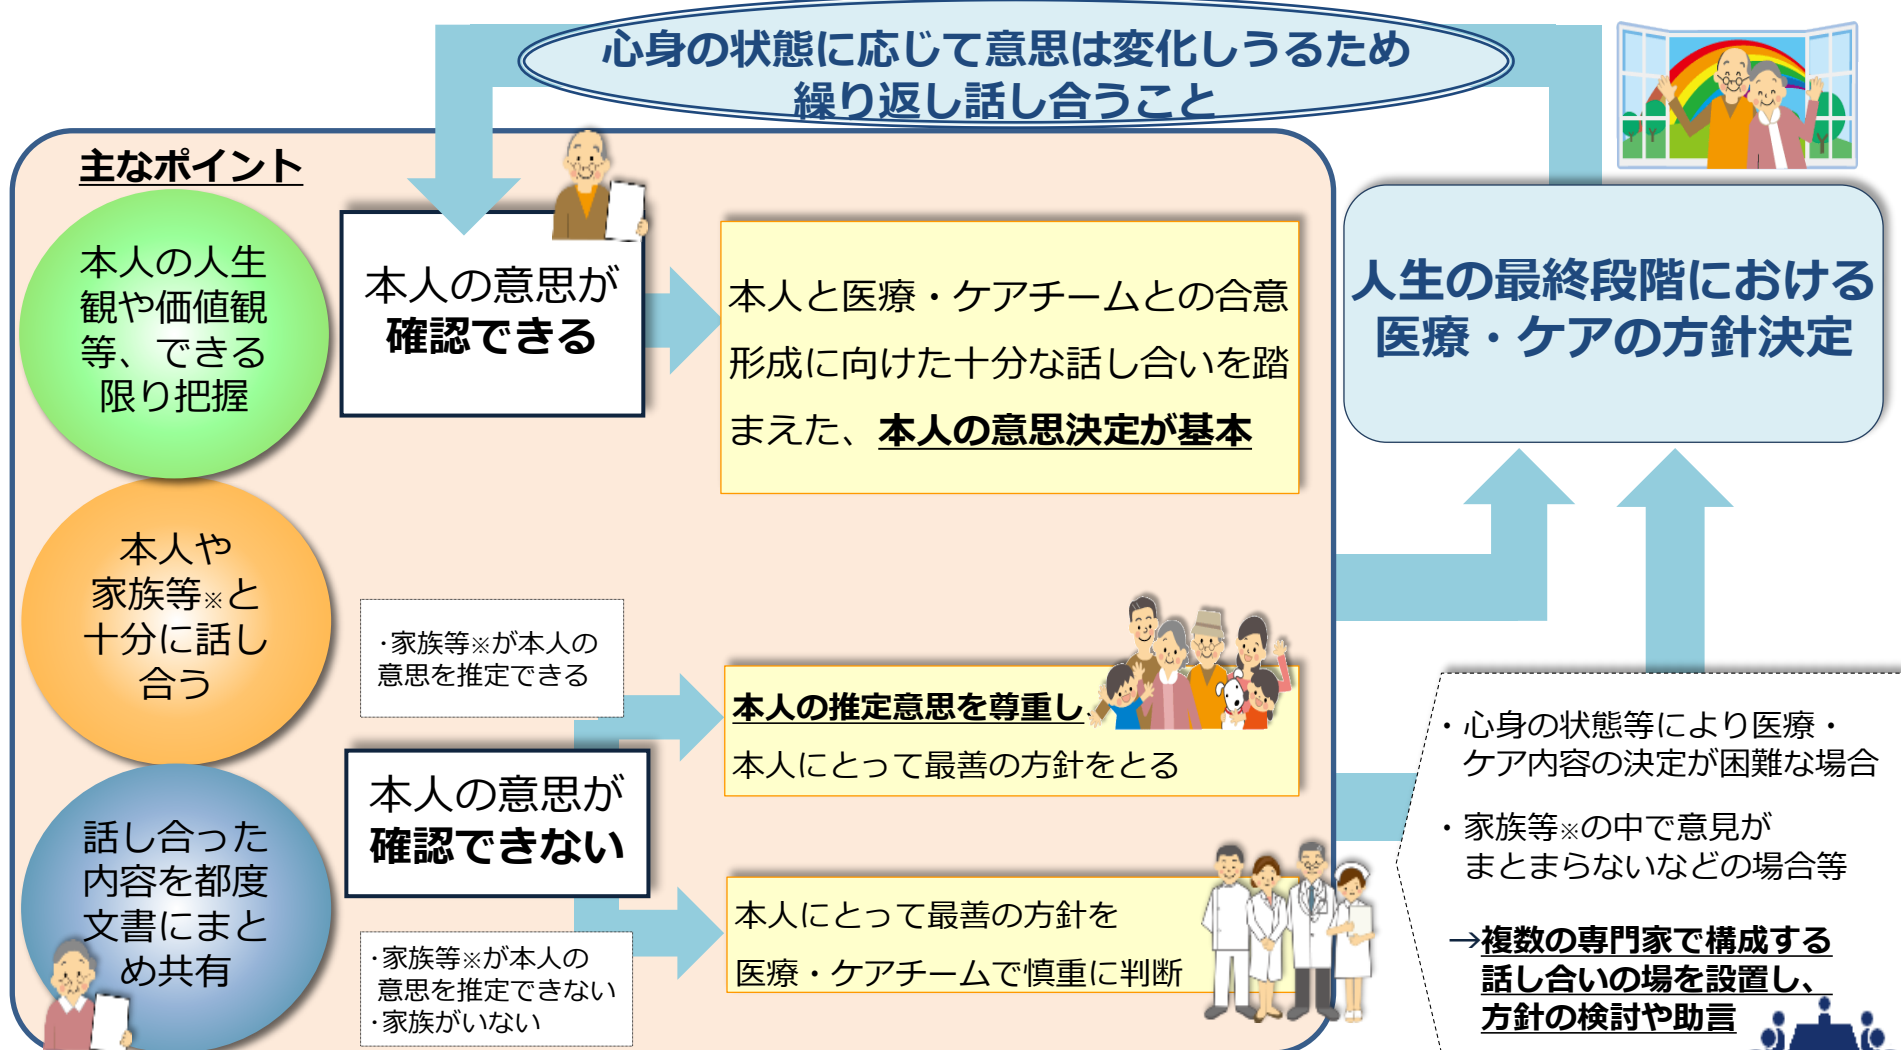 心身の状態に応じて意思は変化しうるため
繰り返し話し合うこと
主なポイント
本人の人生
観や価値観
等、できる
限り把握
本人や
家族等※と
十分に話し
合う
話し合った
内容を都度
文書にまと
め共有
本人の意思が
確認できる
本人と医療・ケアチームとの合意
形成に向けた十分な話し合いを踏
まえた、本人の意思決定が基本
・家族等※が本人の
意思を推定できる
本人の意思が
確認できない
・家族等※が本人の
意思を推定できない
・家族がいない
本人の推定意思を尊重し、
本人にとって最善の方針をとる
本人にとって最善の方針を
医療・ケアチームで慎重に判断
人生の最終段階における
医療・ケアの方針決定
・心身の状態等により医療・
ケア内容の決定が困難な場合
・家族等※の中で意見が
まとまらないなどの場合等
→複数の専門家で構成する
話し合いの場を設置し、
方針の検討や助言